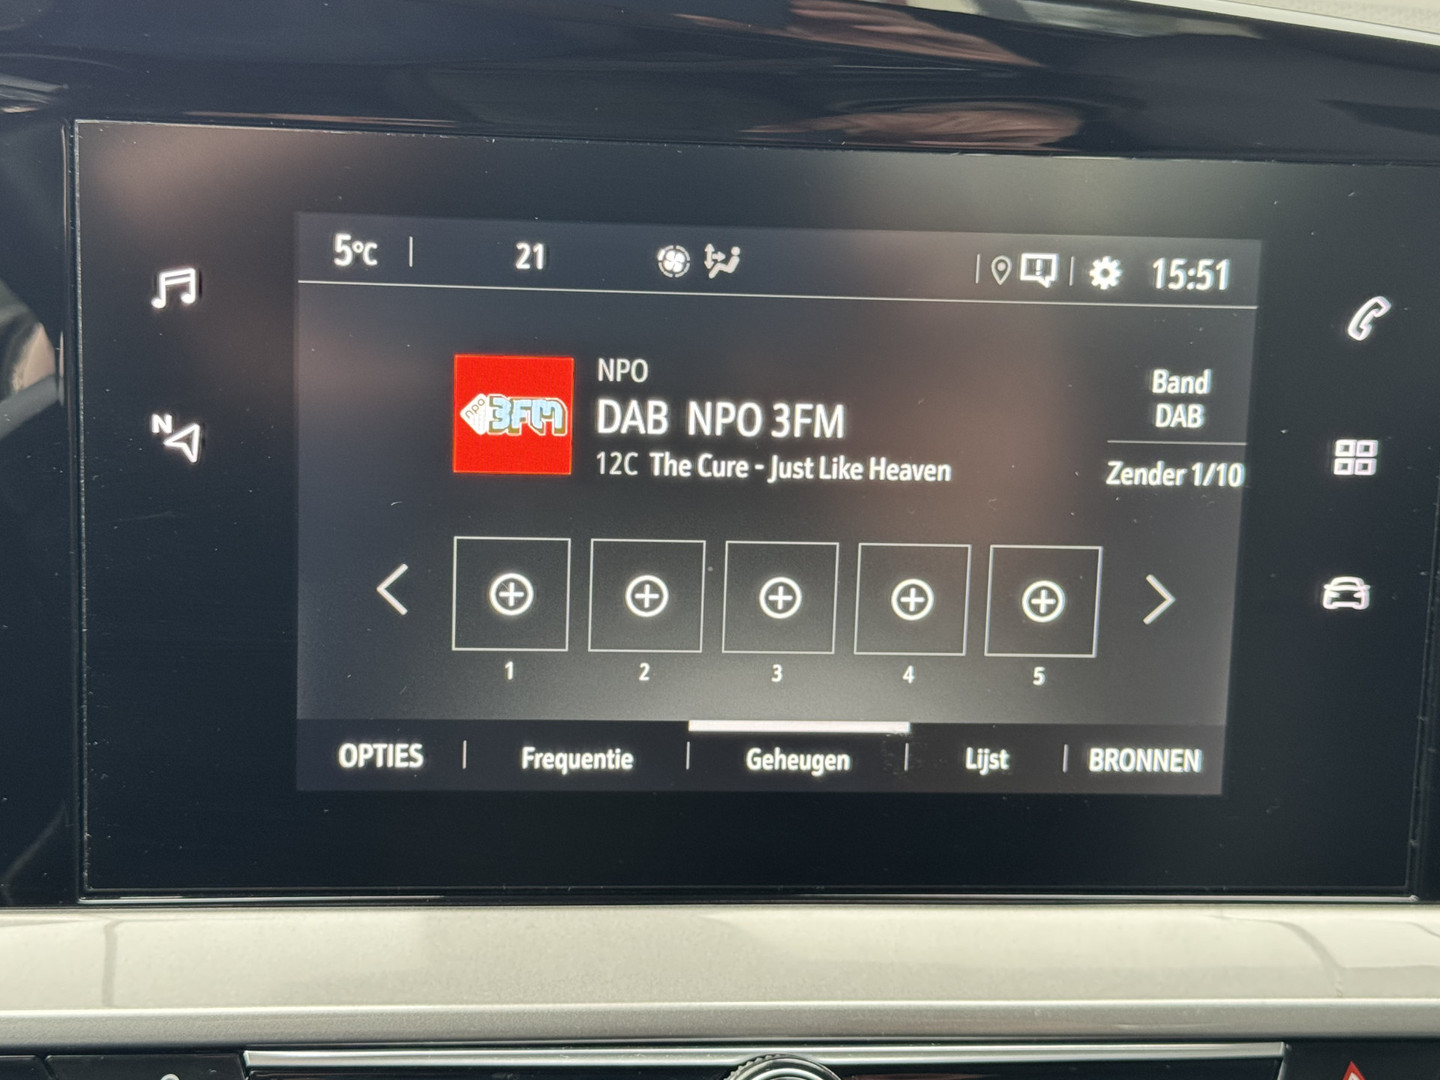 5°C
21
15:51
N
npo 3FM
NPO
DAB NPO 3FM
12C The Cure - Just Like Heaven
Band
DAB
Zender 1/10
1 2 3 4 5
OPTIES Frequentie Geheugen Lijst BRONNEN